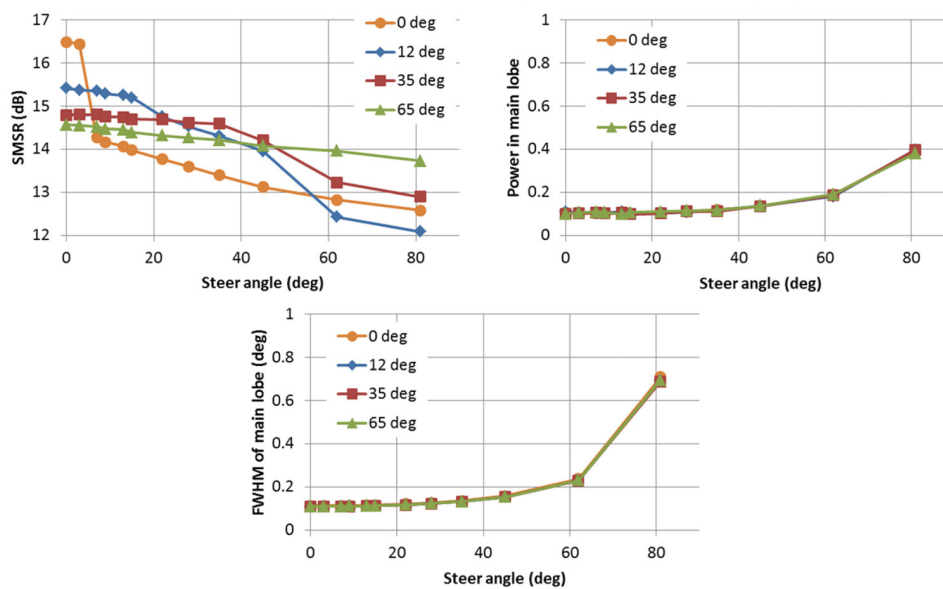 SMSR (dB)
17
16
15
14
13
12
0
20
40
60
80
Steer angle (deg)
0 deg
12 deg
35 deg
65 deg
Power in main lobe
1
0.8
0.6
0.4
0.2
0
0
20
40
60
80
Steer angle (deg)
0 deg
12 deg
35 deg
65 deg
FWHM of main lobe (deg)
1
0.8
0.6
0.4
0.2
0
0
20
40
60
80
Steer angle (deg)
0 deg
12 deg
35 deg
65 deg